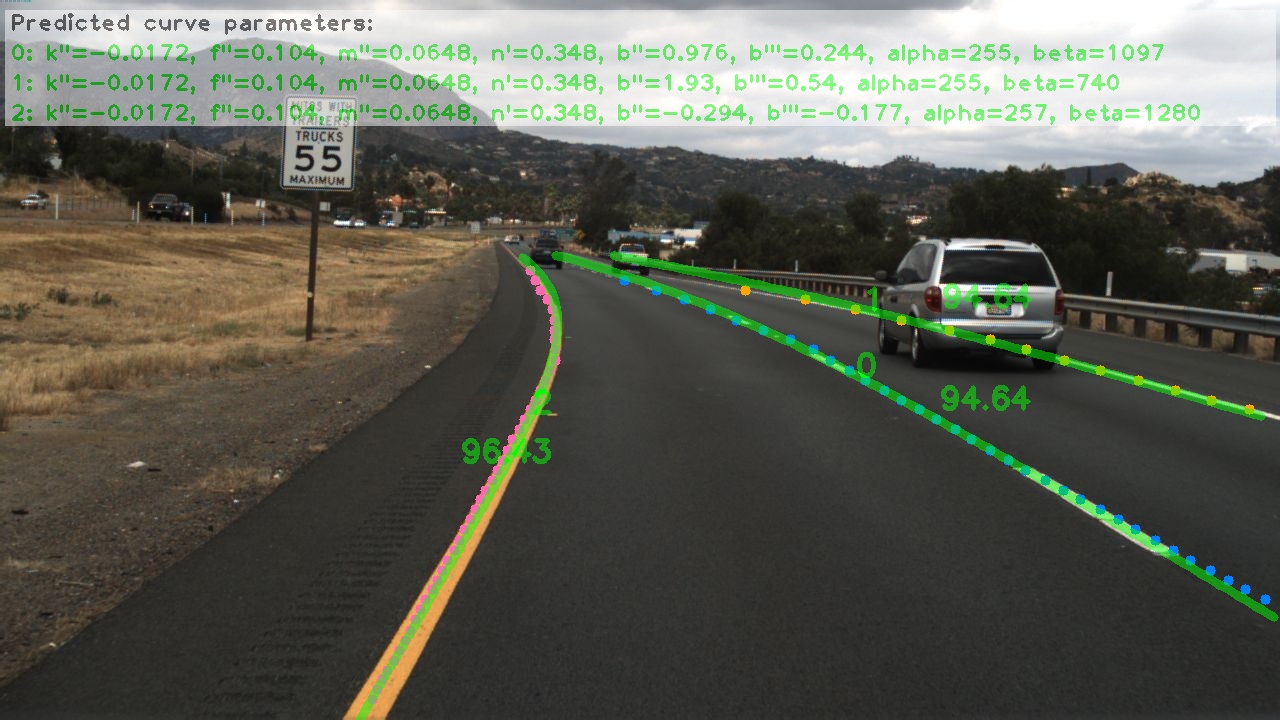 Predicted curve parameters:
0: k''=-0.0172, f''=0.104, m''=0.0648, n'=0.348, b''=0.976, b'''=0.244, alpha=255, beta=1097
1: k''=-0.0172, f''=0.104, m''=0.0648, n'=0.348, b''=1.93, b'''=0.54, alpha=255, beta=740
2: k''=-0.0172, f''=0.104, m''=0.0648, n'=0.348, b''=-0.294, b'''=-0.177, alpha=257, beta=1280
AUTOS WITH
TRAILERS
TRUCKS
55
MAXIMUM
1
94.64
0
94.64
2
96.43